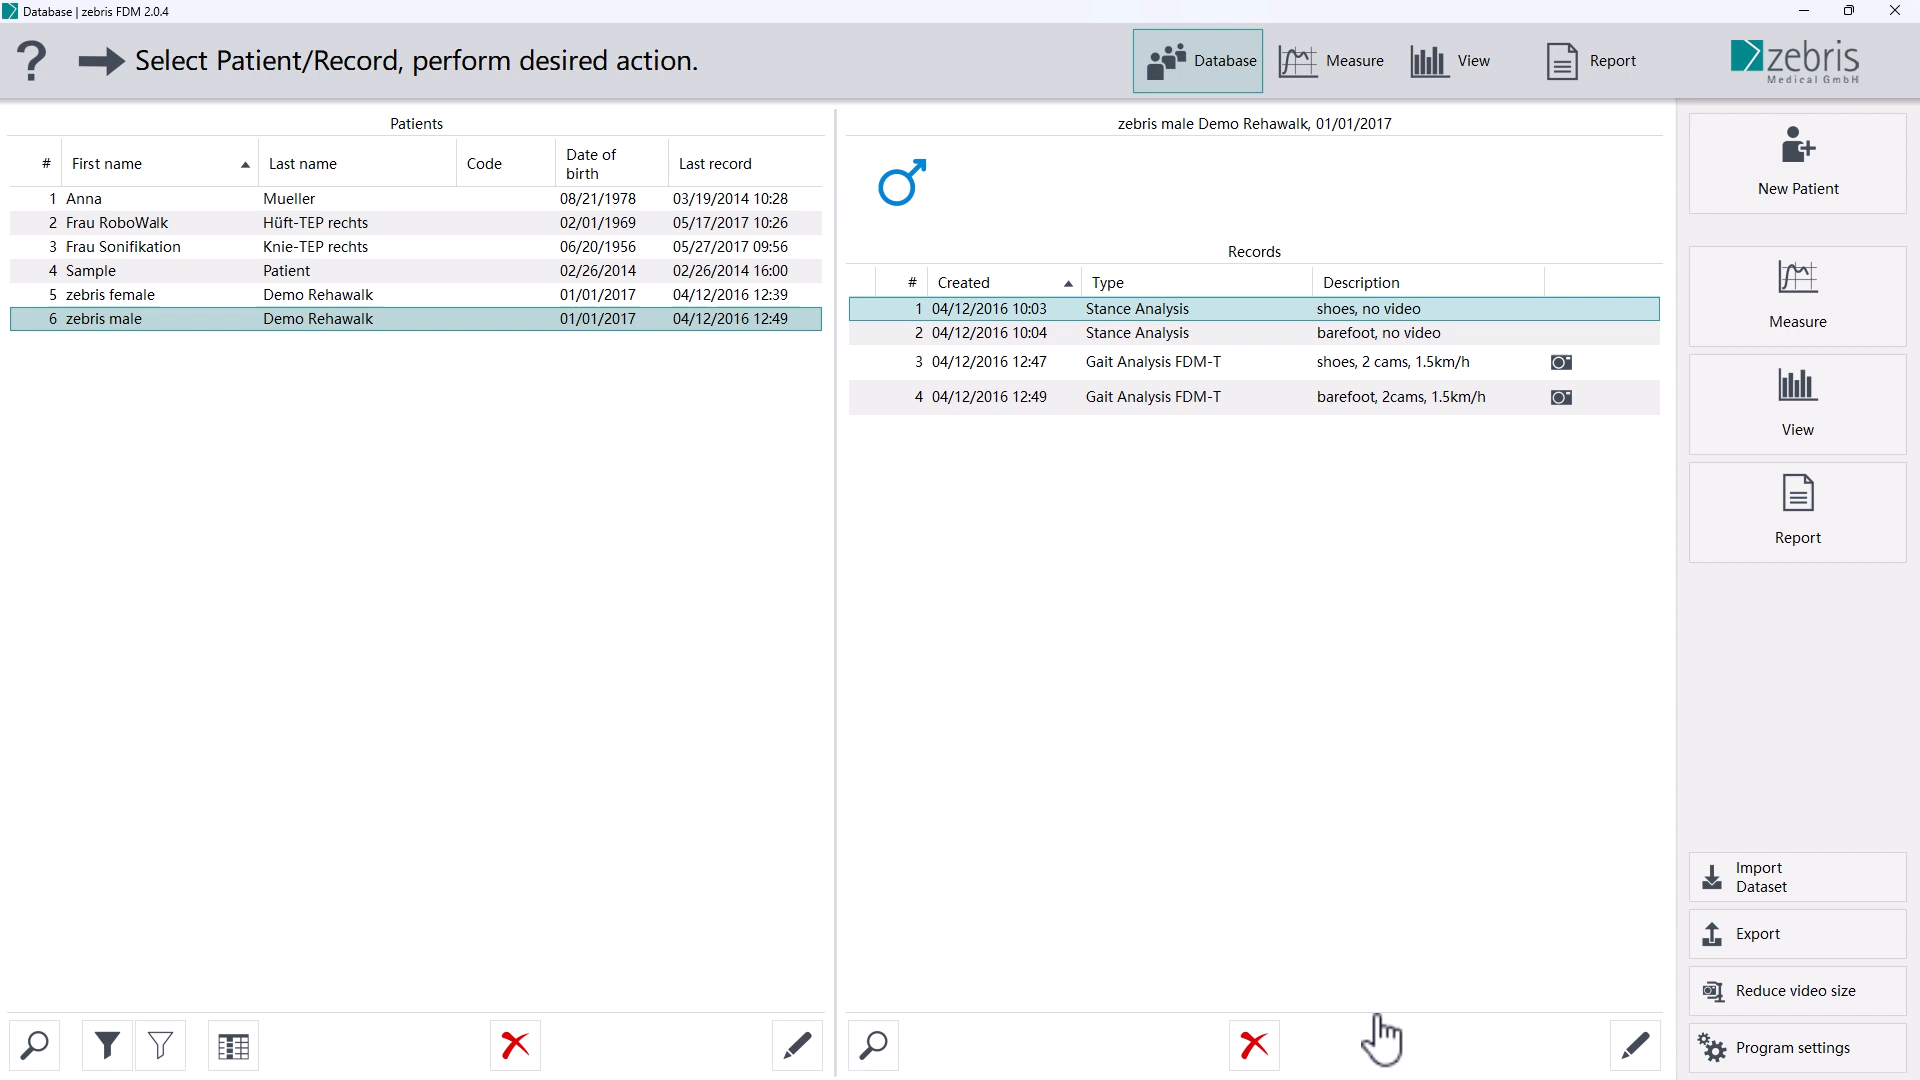 Database | zebris FDM 2.0.4
? Select Patient/Record, perform desired action.
Database
Measure
View
Report
zebris
Medical GmbH
Patients
# First name Last name Code Date of birth Last record
1 Anna Mueller 08/21/1978 03/19/2014 10:28
2 Frau RoboWalk Hüft-TEP rechts 02/01/1969 05/17/2017 10:26
3 Frau Sonifikation Knie-TEP rechts 06/20/1956 05/27/2017 09:56
4 Sample Patient 02/26/2014 02/26/2014 16:00
5 zebris female Demo Rehawalk 01/01/2017 04/12/2016 12:39
6 zebris male Demo Rehawalk 01/01/2017 04/12/2016 12:49
zebris male Demo Rehawalk, 01/01/2017
Records
# Created Type Description
1 04/12/2016 10:03 Stance Analysis shoes, no video
2 04/12/2016 10:04 Stance Analysis barefoot, no video
3 04/12/2016 12:47 Gait Analysis FDM-T shoes, 2 cams, 1.5km/h
4 04/12/2016 12:49 Gait Analysis FDM-T barefoot, 2cams, 1.5km/h
New Patient
Measure
View
Report
Import
Dataset
Export
Reduce video size
Program settings